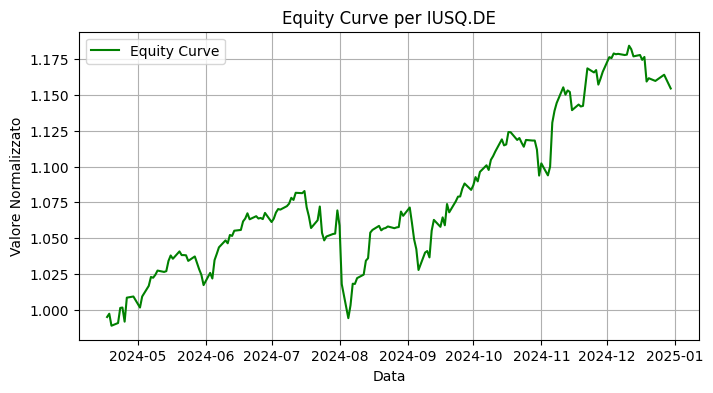 Equity Curve per IUSQ.DE
Equity Curve
Valore Normalizzato
1.175
1.150
1.125
1.100
1.075
1.050
1.025
1.000
2024-05 2024-06 2024-07 2024-08 2024-09 2024-10 2024-11 2024-12 2025-01
Data